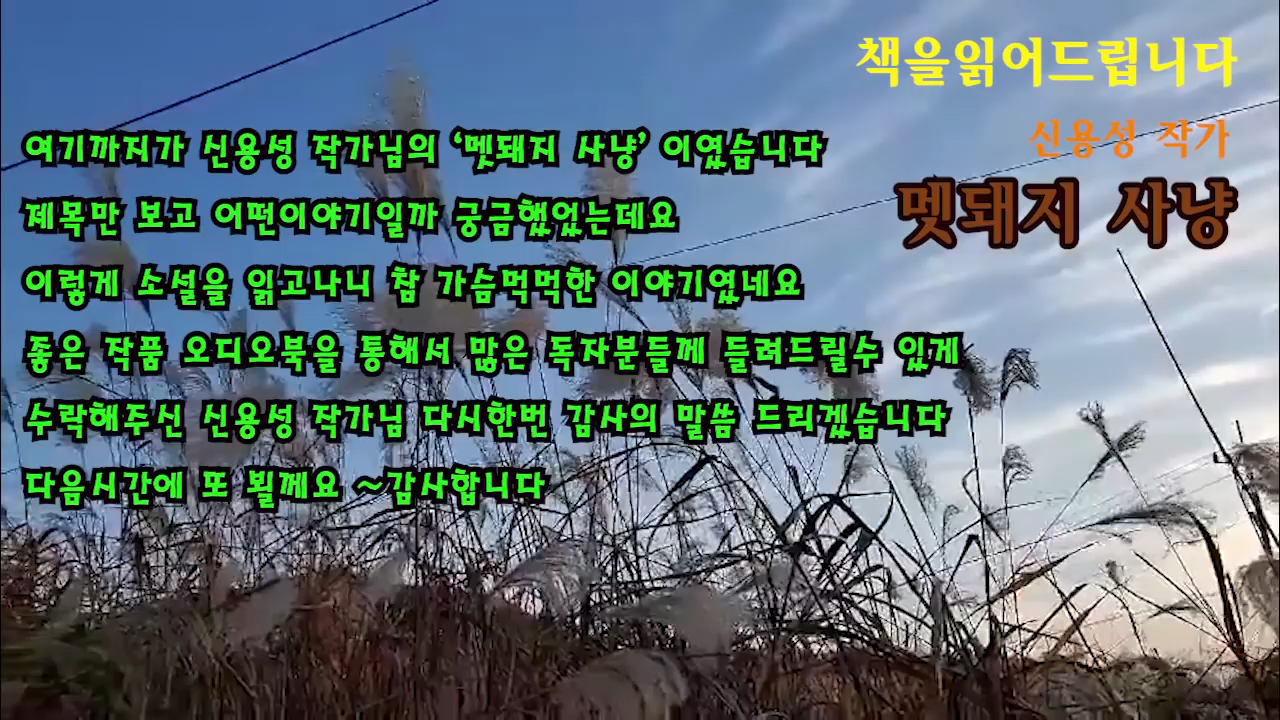 책을읽어드립니다
신용성 작가
멧돼지 사냥
여기까지가 신용성 작가님의 ‘멧돼지 사냥’ 이였습니다
제목만 보고 어떤이야기일까 궁금했었는데요
이렇게 소설을 읽고나니 참 가슴먹먹한 이야기였네요
좋은 작품 오디오북을 통해서 많은 독자분들께 들려드릴수 있게
수락해주신 신용성 작가님 다시한번 감사의 말씀 드리겠습니다
다음시간에 또 뵐께요 ~감사합니다